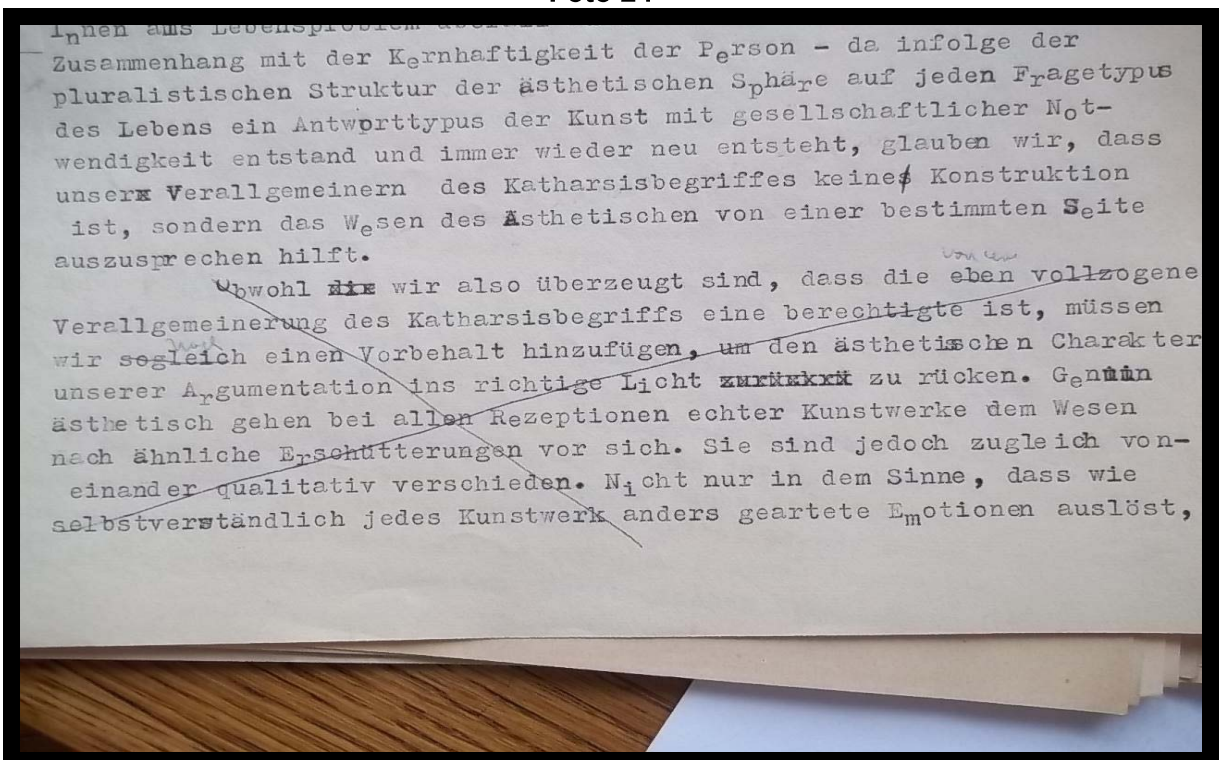 Innen ams Lebensproblem
Zusammenhang mit der Kernhaftigkeit der Person - da infolge der
pluralistischen Struktur der ästhetischen Sphäre auf jeden Fragetypus
des Lebens ein Antworttypus der Kunst mit gesellschaftlicher Not-
wendigkeit entstand und immer wieder neu entsteht, glauben wir, dass
unser Verallgemeinern des Katharsisbegriffes keine Konstruktion
ist, sondern das Wesen des Ästhetischen von einer bestimmten Seite
auszusprechen hilft.
Obwohl wir also überzeugt sind, dass die eben vollzogene
Verallgemeinerung des Katharsisbegriffs eine berechtigte ist, müssen
noch
wir sogleich einen Vorbehalt hinzufügen, um den ästhetischen Charakter
unserer Argumentation ins richtige Licht zu rücken. Genuin
ästhetisch gehen bei allen Rezeptionen echter Kunstwerke dem Wesen
nach ähnliche Erschütterungen vor sich. Sie sind jedoch zugleich von-
einander qualitativ verschieden. Nicht nur in dem Sinne, dass wie
selbstverständlich jedes Kunstwerk anders geartete Emotionen auslöst,